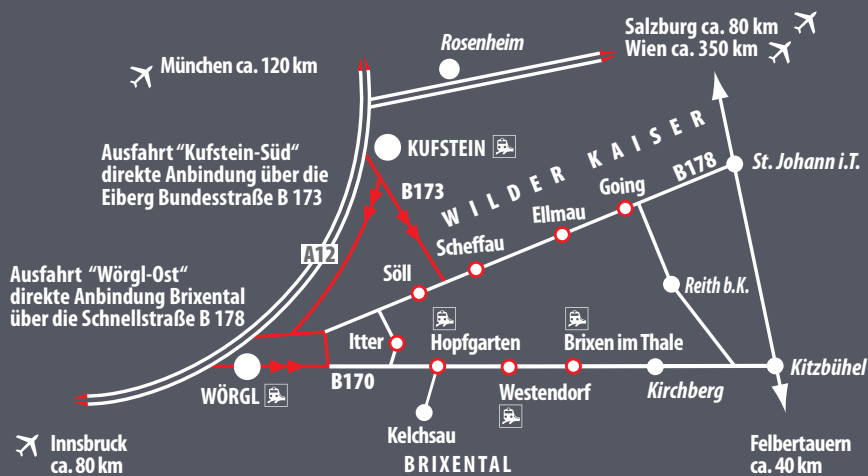 Salzburg ca. 80 km
Wien ca. 350 km
Rosenheim
München ca. 120 km
Ausfahrt “Kufstein-Süd“
direkte Anbindung über die
Eiberg Bundesstraße B 173
KUFSTEIN
WILDER KAISER
B178
St. Johann i.T.
B173
Going
Ellmau
Scheffau
A12
Söll
Ausfahrt “Wörgl-Ost“
direkte Anbindung Brixental
über die Schnellstraße B 178
Reith b.K.
Itter
Hopfgarten
Brixen im Thale
WÖRGL
B170
Westendorf
Kirchberg
Kitzbühel
Kelchsau
Innsbruck
ca. 80 km
BRIXENTAL
Felbertauern
ca. 40 km